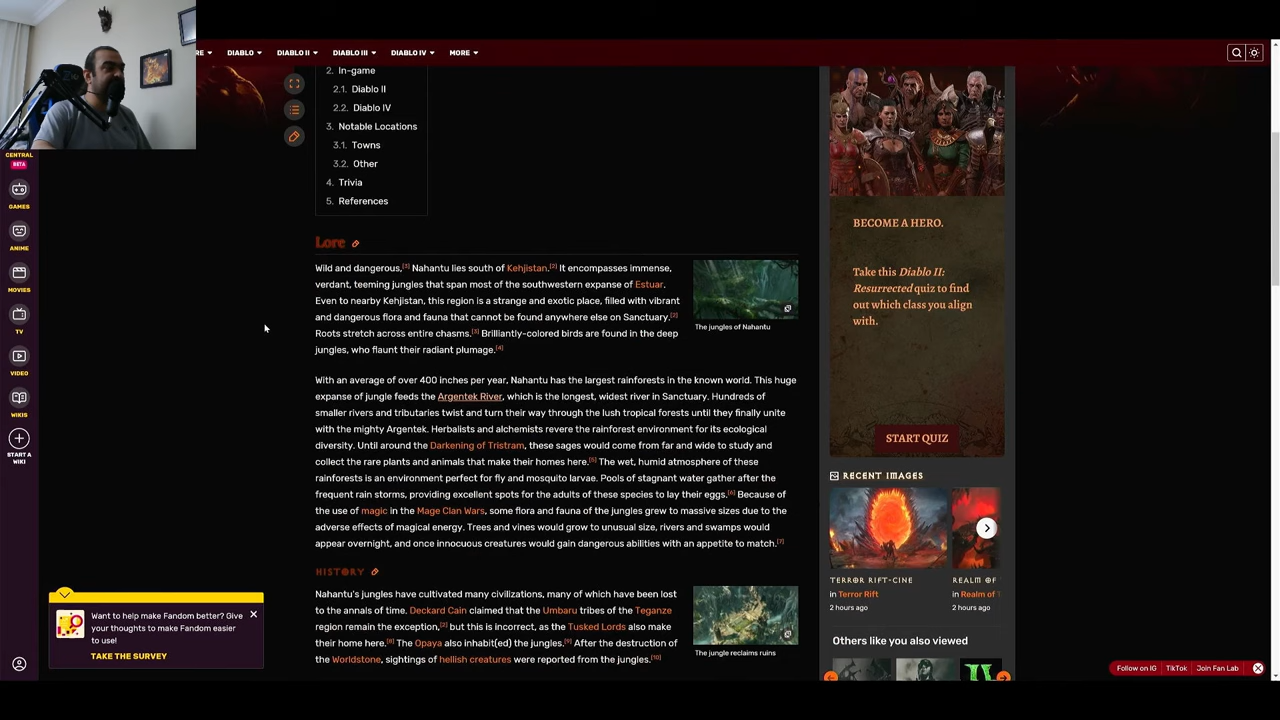 RE
DIABLO
DIABLO II
DIABLO III
DIABLO IV
MORE
CENTRAL
BETA
GAMES
ANIME
MOVIES
TV
VIDEO
WIKIS
START A
WIKI
2. In-game
2.1. Diablo II
2.2. Diablo IV
3. Notable Locations
3.1. Towns
3.2. Other
4. Trivia
5. References
Lore
Wild and dangerous,[1] Nahantu lies south of Kehjistan.[2] It encompasses immense,
verdant, teeming jungles that span most of the southwestern expanse of Estuar.
Even to nearby Kehjistan, this region is a strange and exotic place, filled with vibrant
and dangerous flora and fauna that cannot be found anywhere else on Sanctuary.[2]
Roots stretch across entire chasms.[3] Brilliantly-colored birds are found in the deep
jungles, who flaunt their radiant plumage.[4]
The jungles of Nahantu
With an average of over 400 inches per year, Nahantu has the largest rainforests in the known world. This huge
expanse of jungle feeds the Argentek River, which is the longest, widest river in Sanctuary. Hundreds of
smaller rivers and tributaries twist and turn their way through the lush tropical forests until they finally unite
with the mighty Argentek. Herbalists and alchemists revere the rainforest environment for its ecological
diversity. Until around the Darkening of Tristram, these sages would come from far and wide to study and
collect the rare plants and animals that make their homes here.[5] The wet, humid atmosphere of these
rainforests is an environment perfect for fly and mosquito larvae. Pools of stagnant water gather after the
frequent rain storms, providing excellent spots for the adults of these species to lay their eggs.[6] Because of
the use of magic in the Mage Clan Wars, some flora and fauna of the jungles grew to massive sizes due to the
adverse effects of magical energy. Trees and vines would grow to unusual size, rivers and swamps would
appear overnight, and once innocuous creatures would gain dangerous abilities with an appetite to match.[7]
HISTORY
Nahantu's jungles have cultivated many civilizations, many of which have been lost
to the annals of time. Deckard Cain claimed that the Umbaru tribes of the Teganze
region remain the exception,[2] but this is incorrect, as the Tusked Lords also make
their home here.[8] The Opaya also inhabit(ed) the jungles.[9] After the destruction of
the Worldstone, sightings of hellish creatures were reported from the jungles.[10]
The jungle reclaims ruins
Want to help make Fandom better? Give
your thoughts to make Fandom easier
to use!
TAKE THE SURVEY
BECOME A HERO.
Take this Diablo II:
Resurrected quiz to find
out which class you align
with.
START QUIZ
RECENT IMAGES
TERROR RIFT-CINE
in Terror Rift
2 hours ago
REALM OF
in Realm of T
2 hours ago
Others like you also viewed
Follow on IG
TikTok
Join Fan Lab